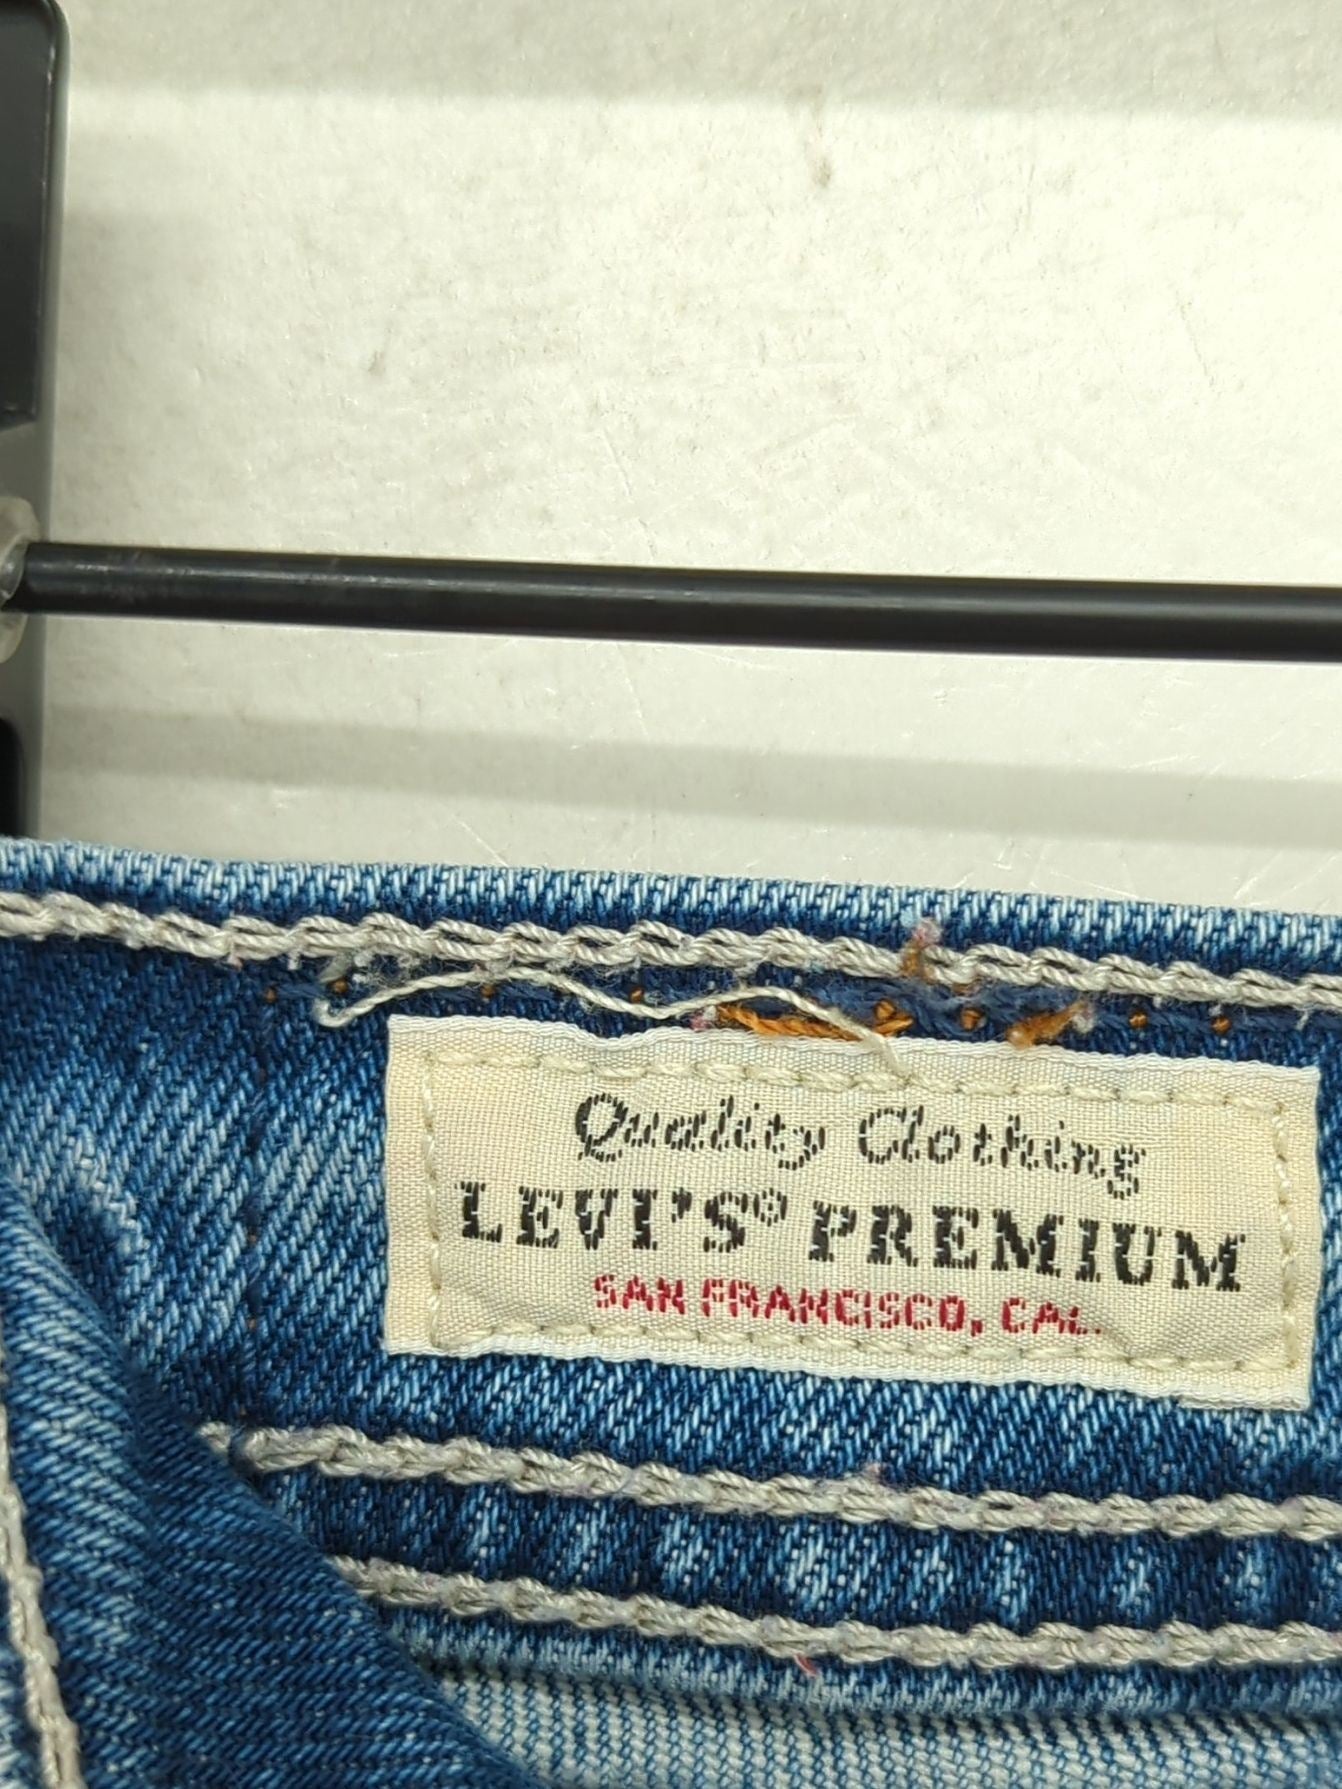 Quality Clothing
LEVI'S® PREMIUM
SAN FRANCISCO, CAL.